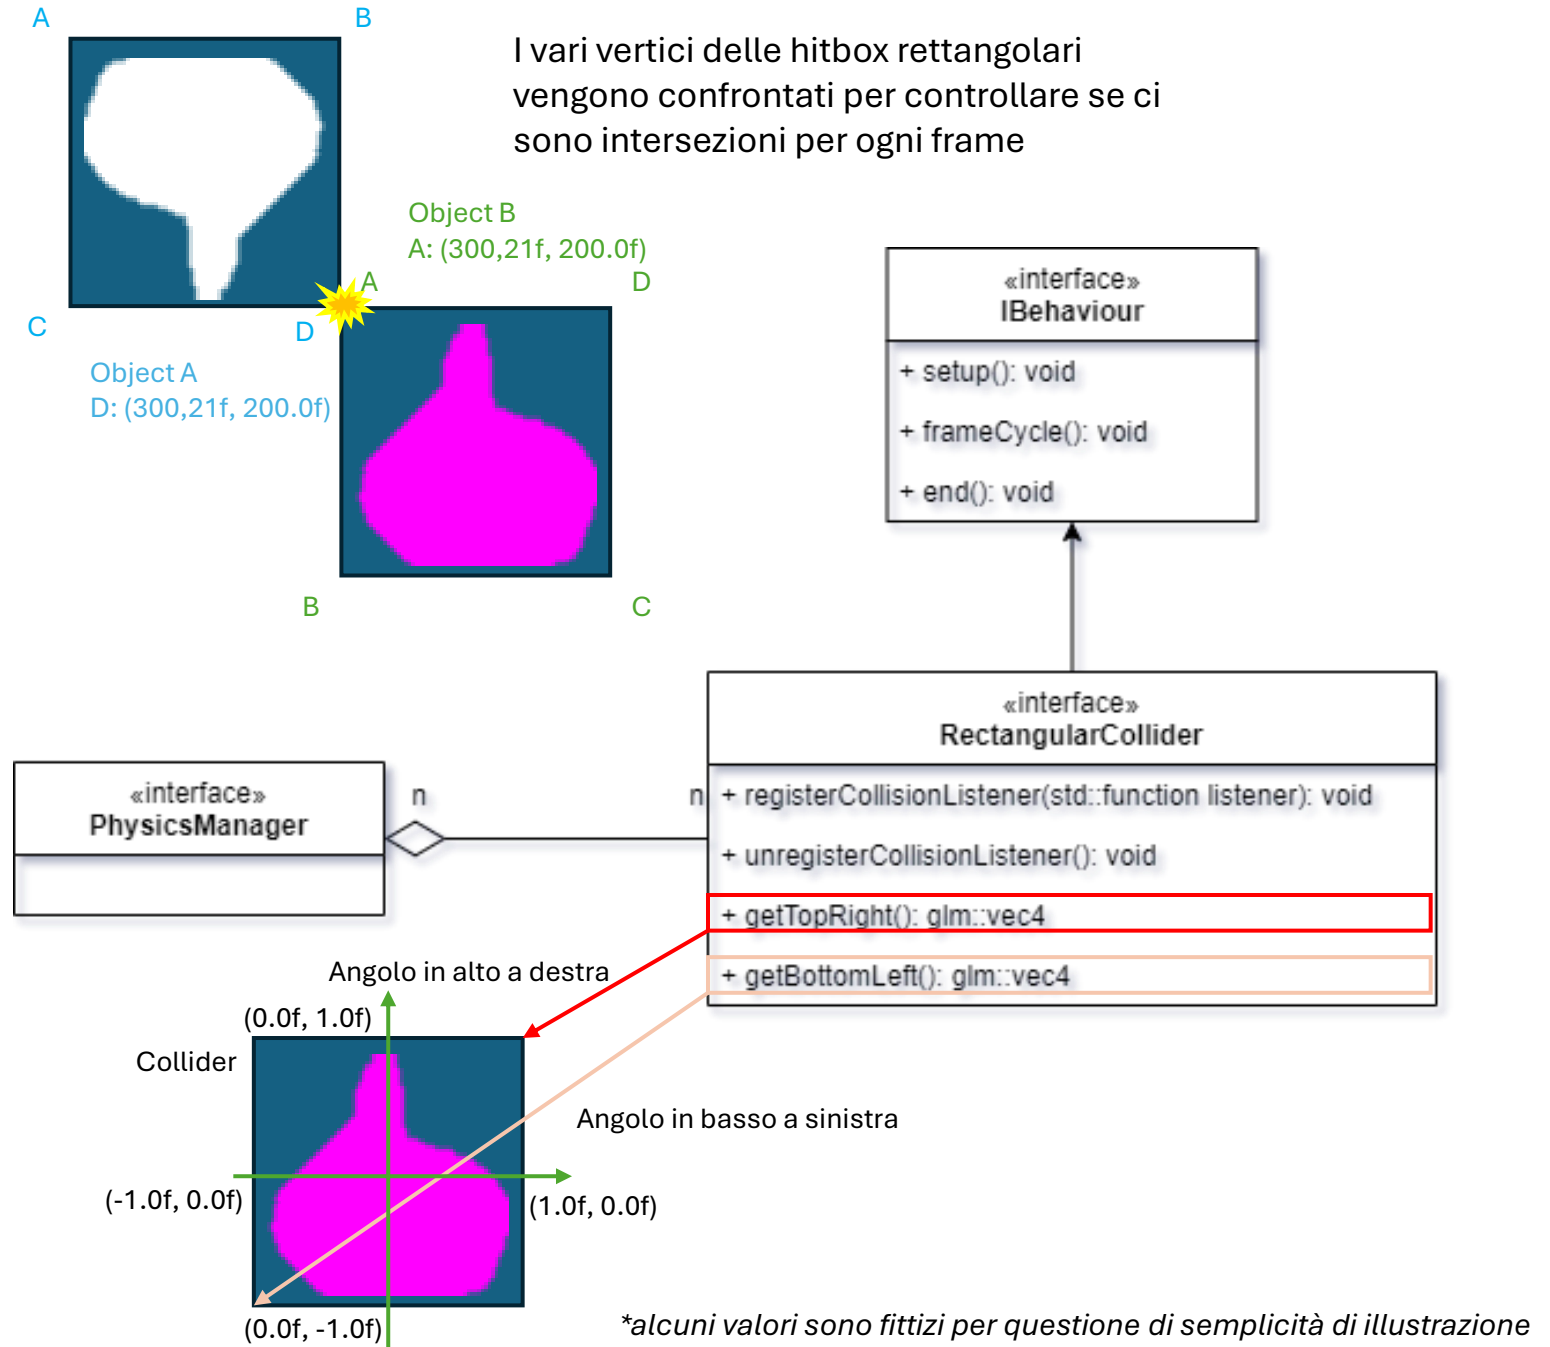 A
B
I vari vertici delle hitbox rettangolari
vengono confrontati per controllare se ci
sono intersezioni per ogni frame
Object B
A: (300,21f, 200.0f)
A
D
C
D
Object A
D: (300,21f, 200.0f)
B
C
«interface»
IBehaviour
+ setup(): void
+ frameCycle(): void
+ end(): void
«interface»
RectangularCollider
+ registerCollisionListener(std::function listener): void
+ unregisterCollisionListener(): void
+ getTopRight(): glm::vec4
+ getBottomLeft(): glm::vec4
«interface»
PhysicsManager
n
n
Angolo in alto a destra
(0.0f, 1.0f)
Collider
Angolo in basso a sinistra
(-1.0f, 0.0f)
(1.0f, 0.0f)
(0.0f, -1.0f)
*alcuni valori sono fittizi per questione di semplicità di illustrazione